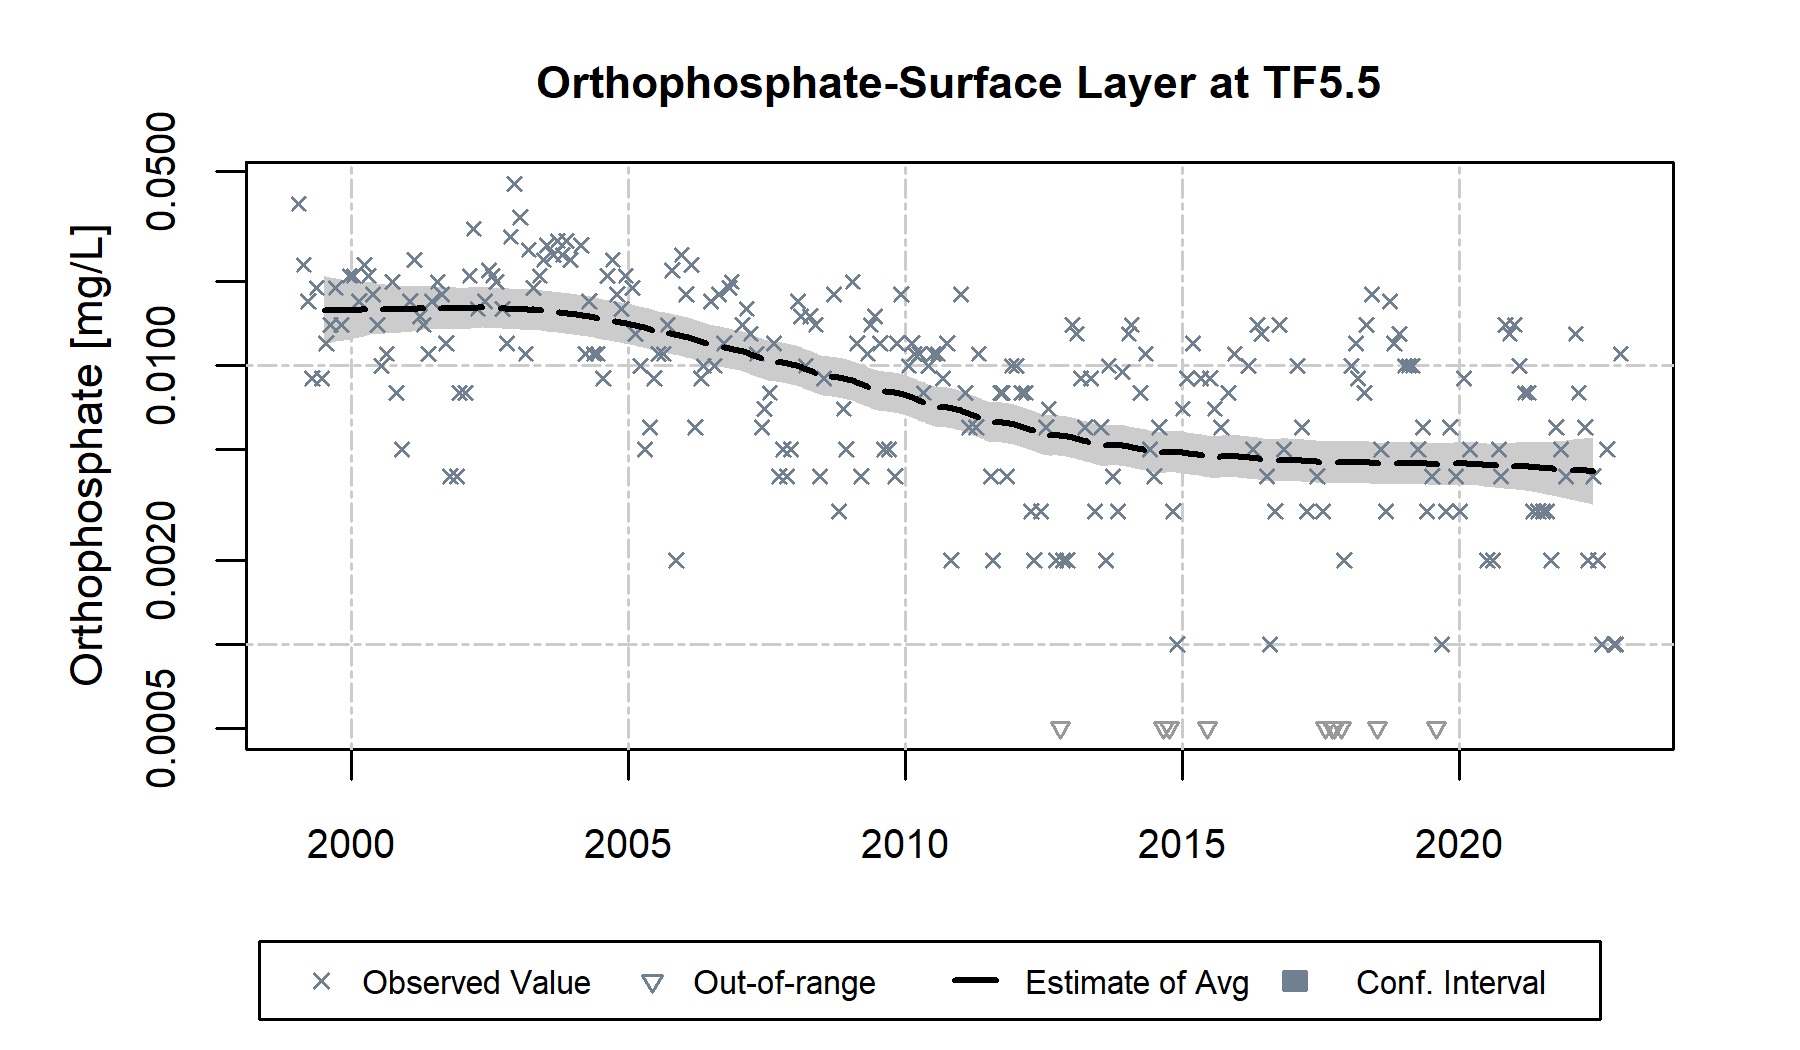 Orthophosphate-Surface Layer at TF5.5
Orthophosphate [mg/L]
0.0500
0.0100
0.0020
0.0005
2000 2005 2010 2015 2020
Observed Value Out-of-range Estimate of Avg Conf. Interval